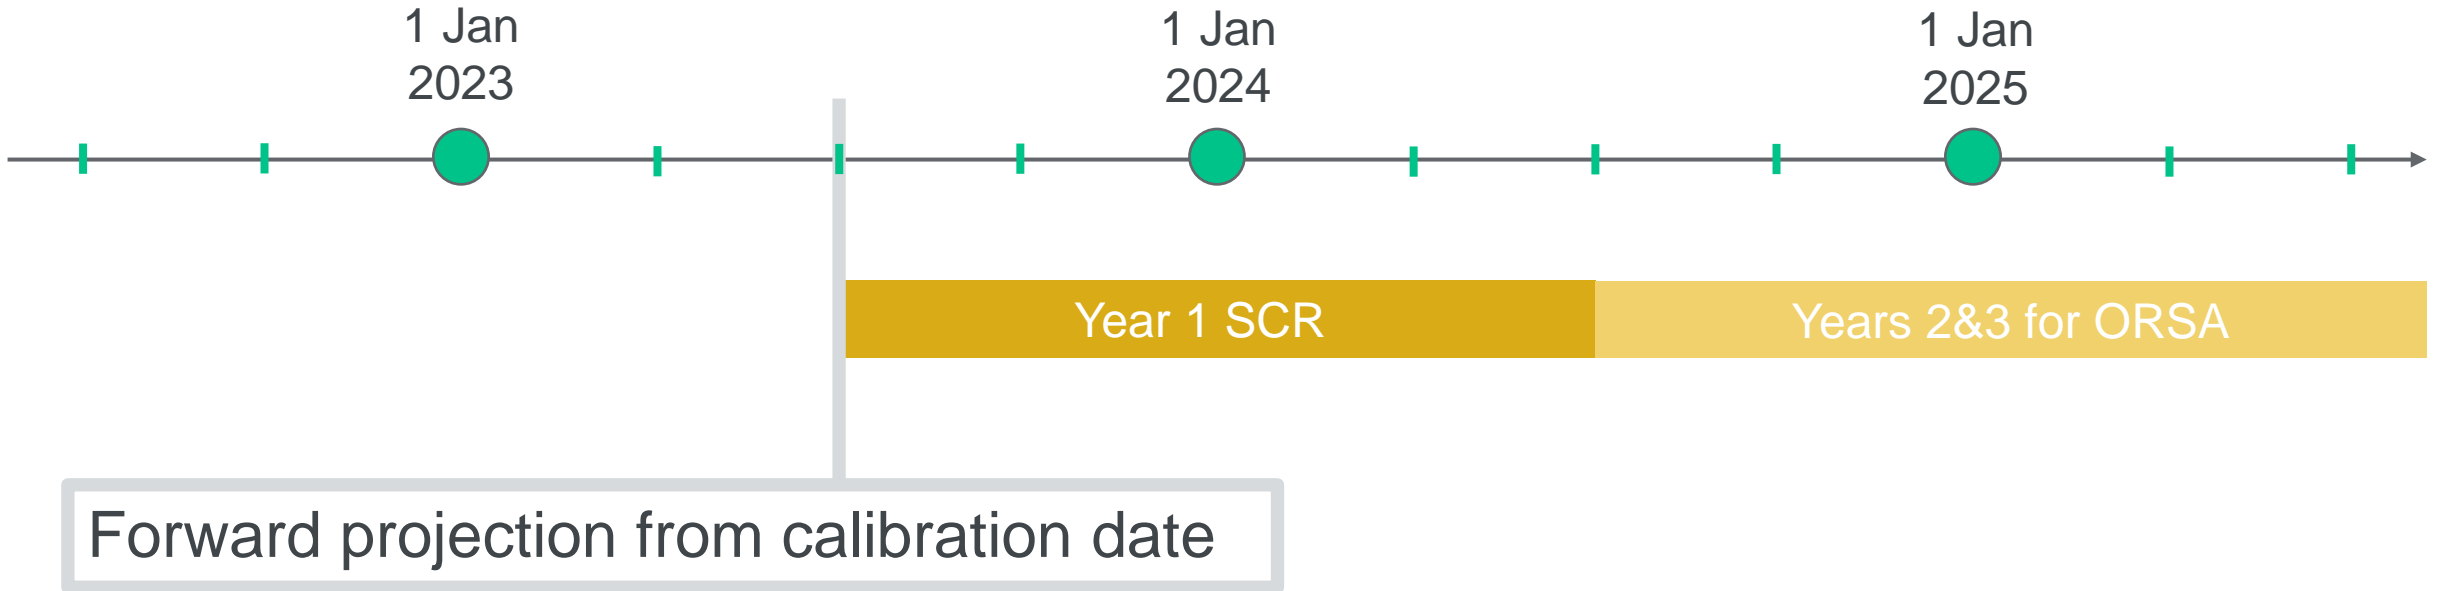 1 Jan
2023
1 Jan
2024
1 Jan
2025
Year 1 SCR
Years 2&3 for ORSA
Forward projection from calibration date